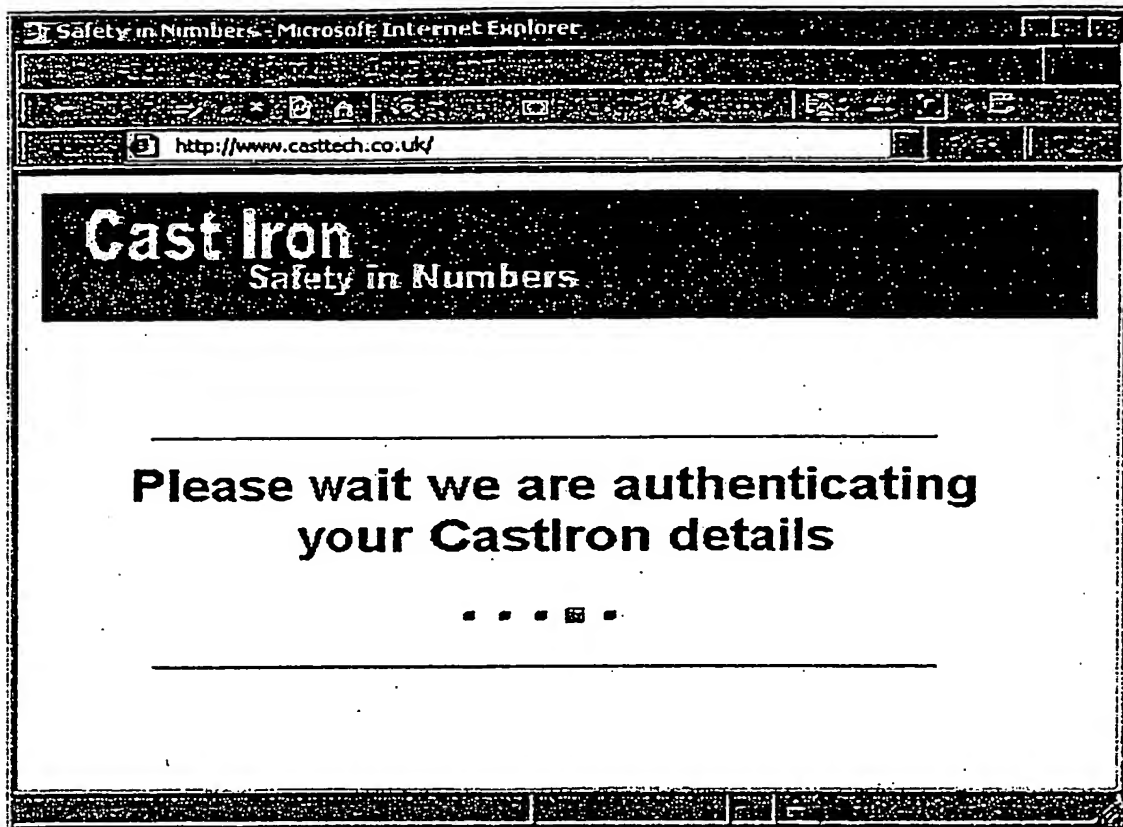 Safety in Numbers - Microsoft Internet Explorer
http://www.casttech.co.uk/
Cast Iron
Safety in Numbers
Please wait we are authenticating
your CastIron details